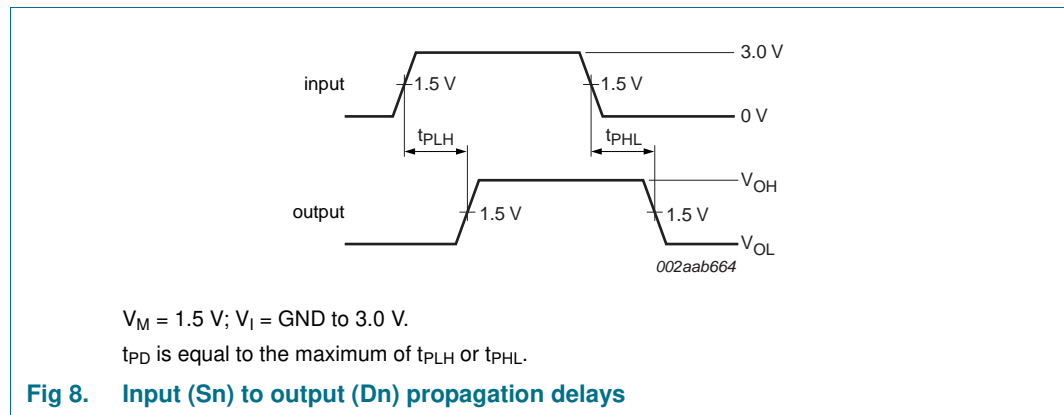 3.0 V
input
1.5 V
1.5 V
0 V
tPLH
tPHL
VOH
output
1.5 V
1.5 V
VOL
002aab664
VM = 1.5 V; VI = GND to 3.0 V.
tPD is equal to the maximum of tPLH or tPHL.
Fig 8. Input (Sn) to output (Dn) propagation delays